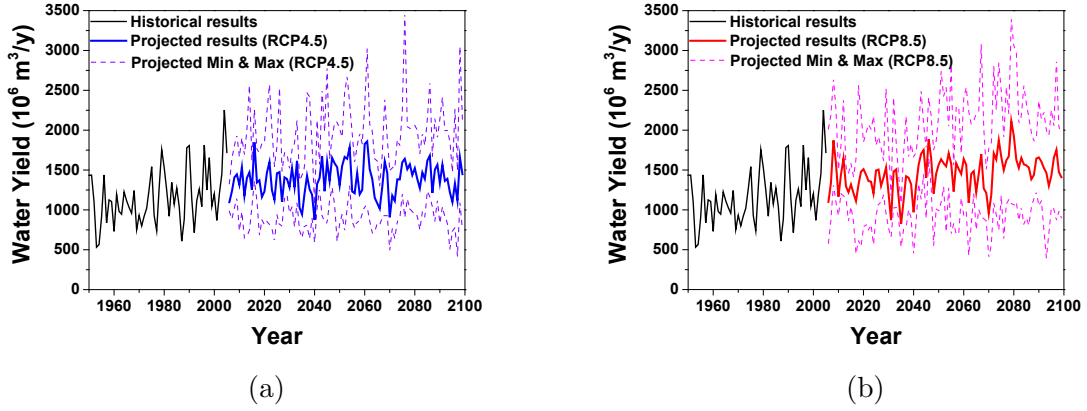 Historical results
Projected results (RCP4.5)
Projected Min & Max (RCP4.5)
Water Yield (10⁶ m³/y)
3500
3000
2500
2000
1500
1000
500
0
1960 1980 2000 2020 2040 2060 2080 2100
Year
(a)
Historical results
Projected results (RCP8.5)
Projected Min & Max (RCP8.5)
Water Yield (10⁶ m³/y)
3500
3000
2500
2000
1500
1000
500
0
1960 1980 2000 2020 2040 2060 2080 2100
Year
(b)